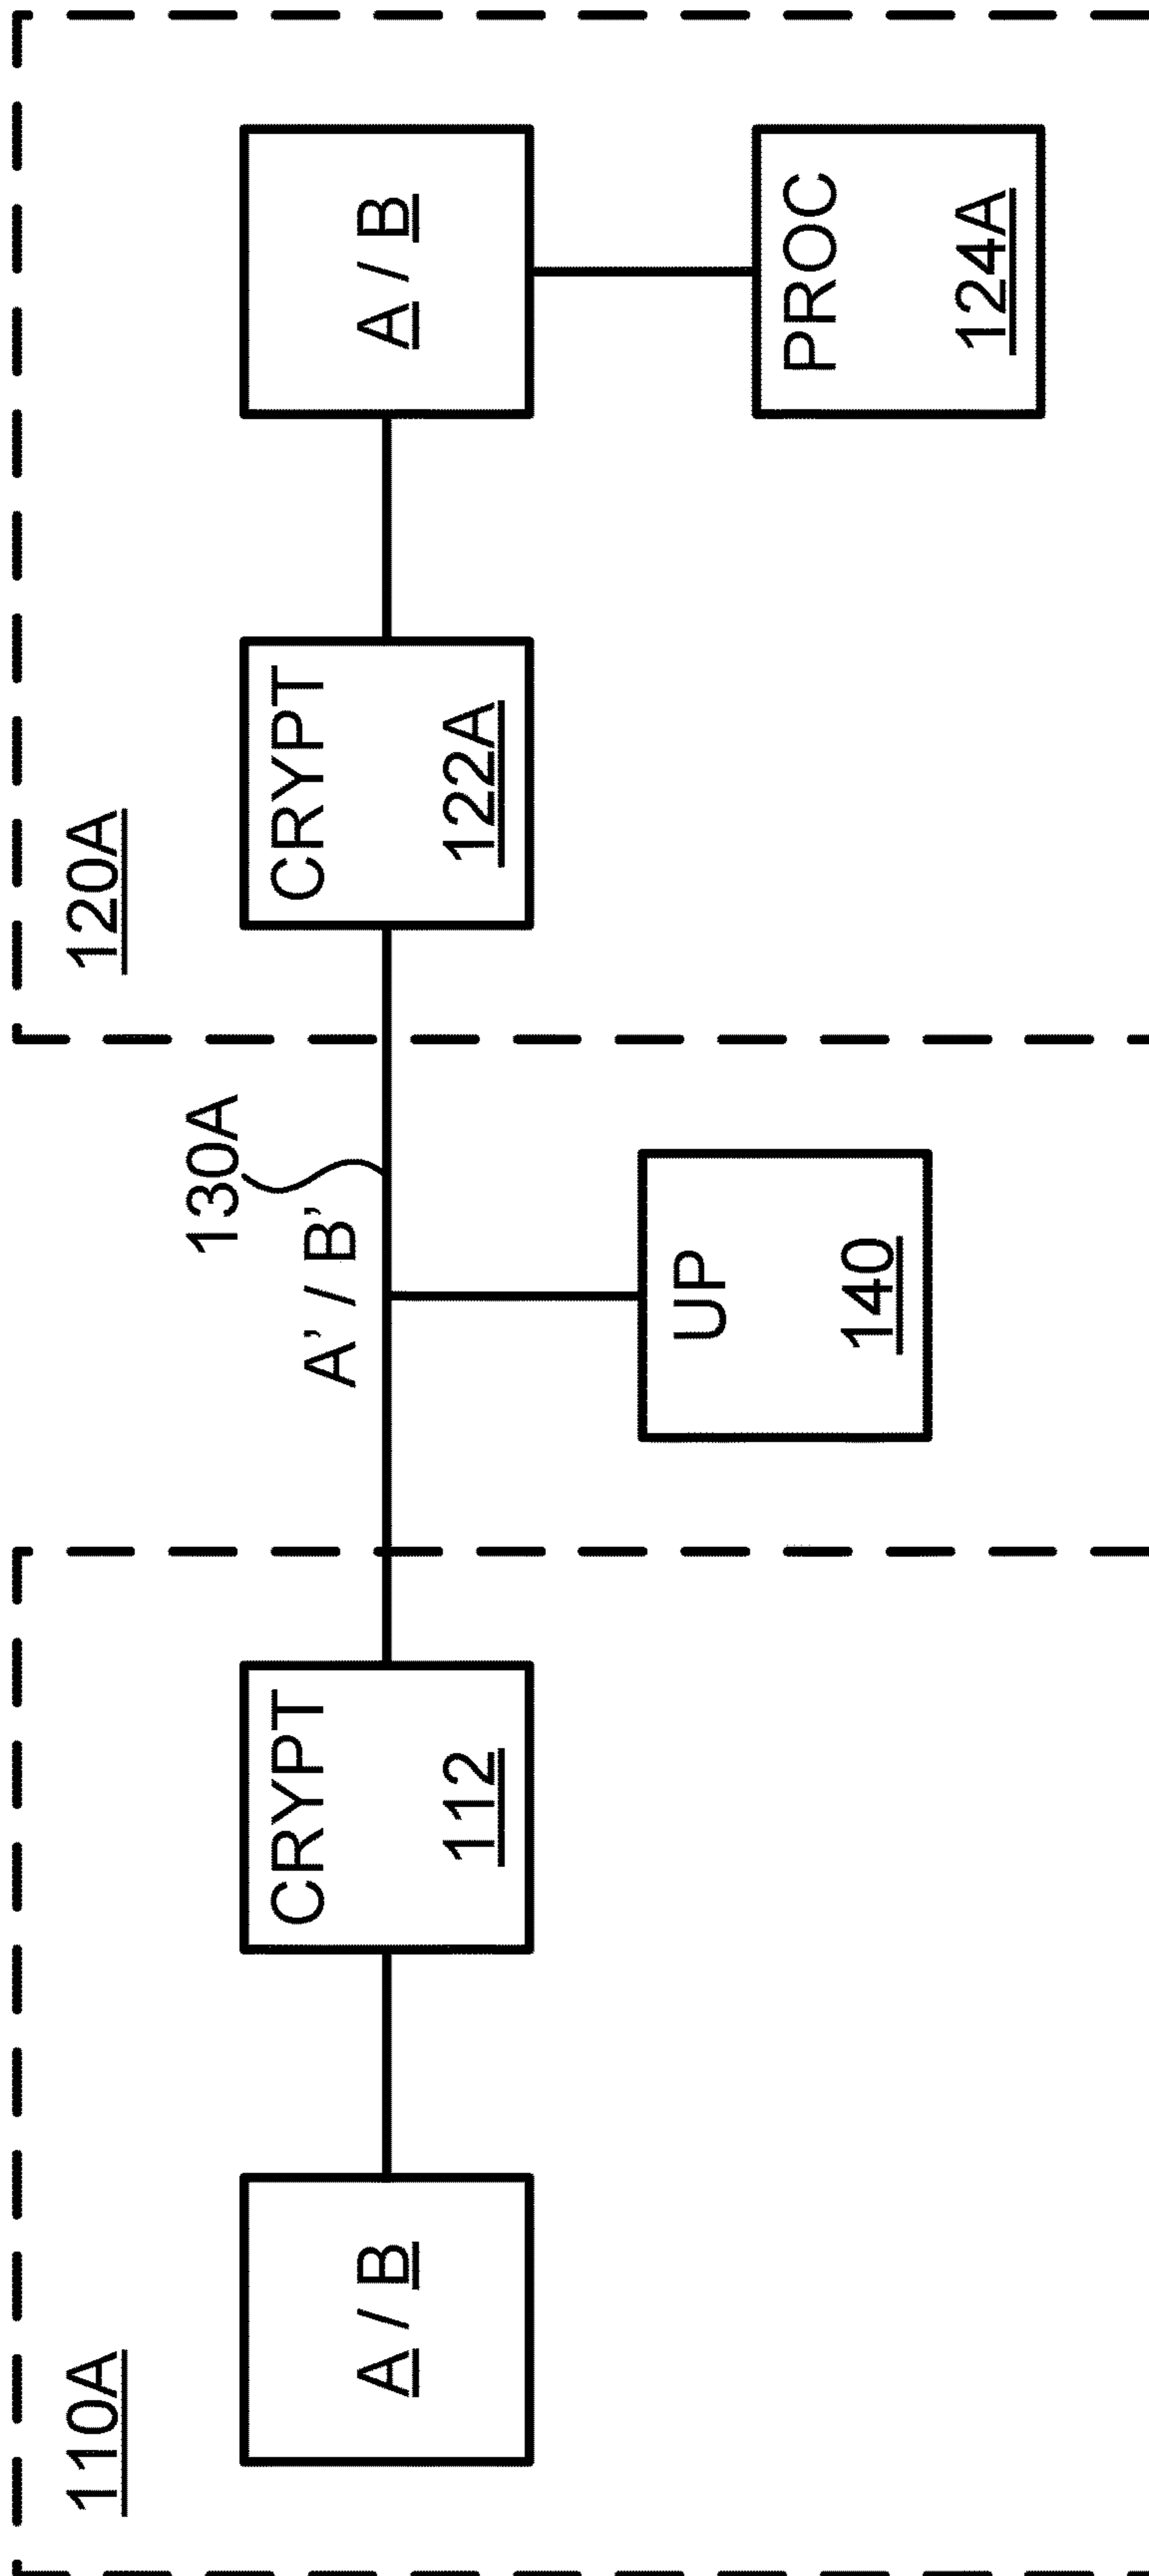 110A
A / B
CRYPT
112
130A
A' / B'
UP
140
120A
CRYPT
122A
A / B
PROC
124A